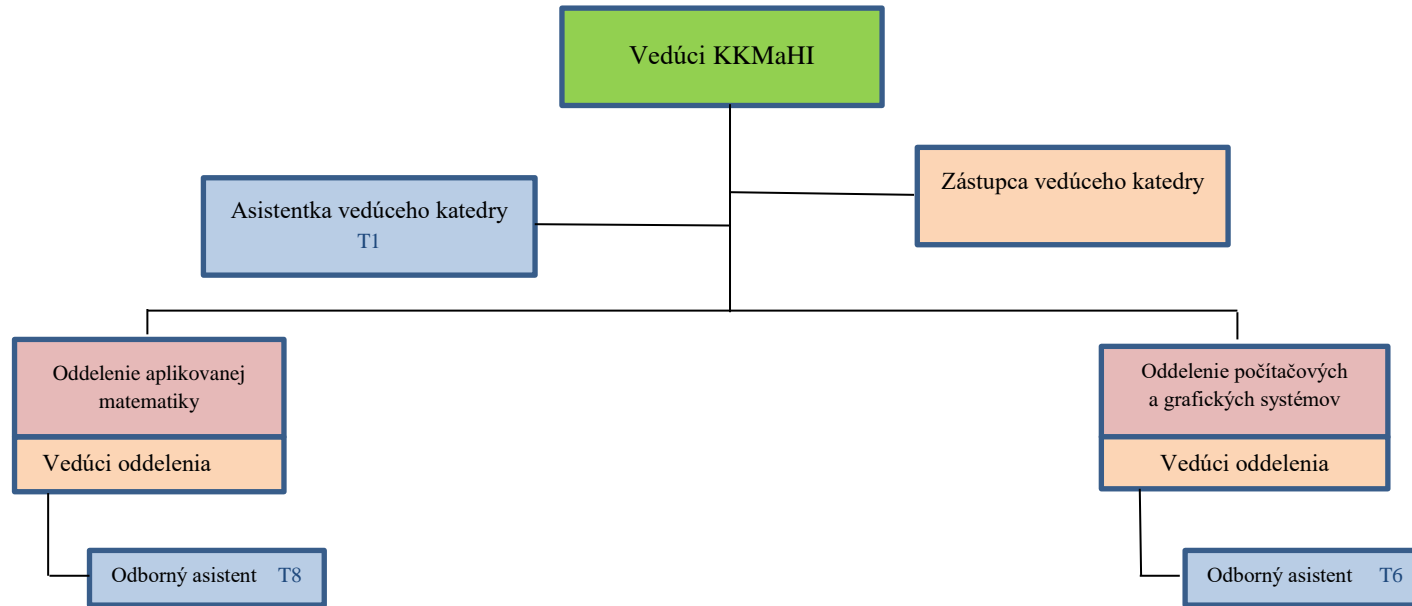 Vedúci KKMaHI
Zástupca vedúceho katedry
Asistentka vedúceho katedry
T1
Oddelenie aplikovanej
matematiky
Vedúci oddelenia
Odborný asistent T8
Oddelenie počítačových
a grafických systémov
Vedúci oddelenia
Odborný asistent T6